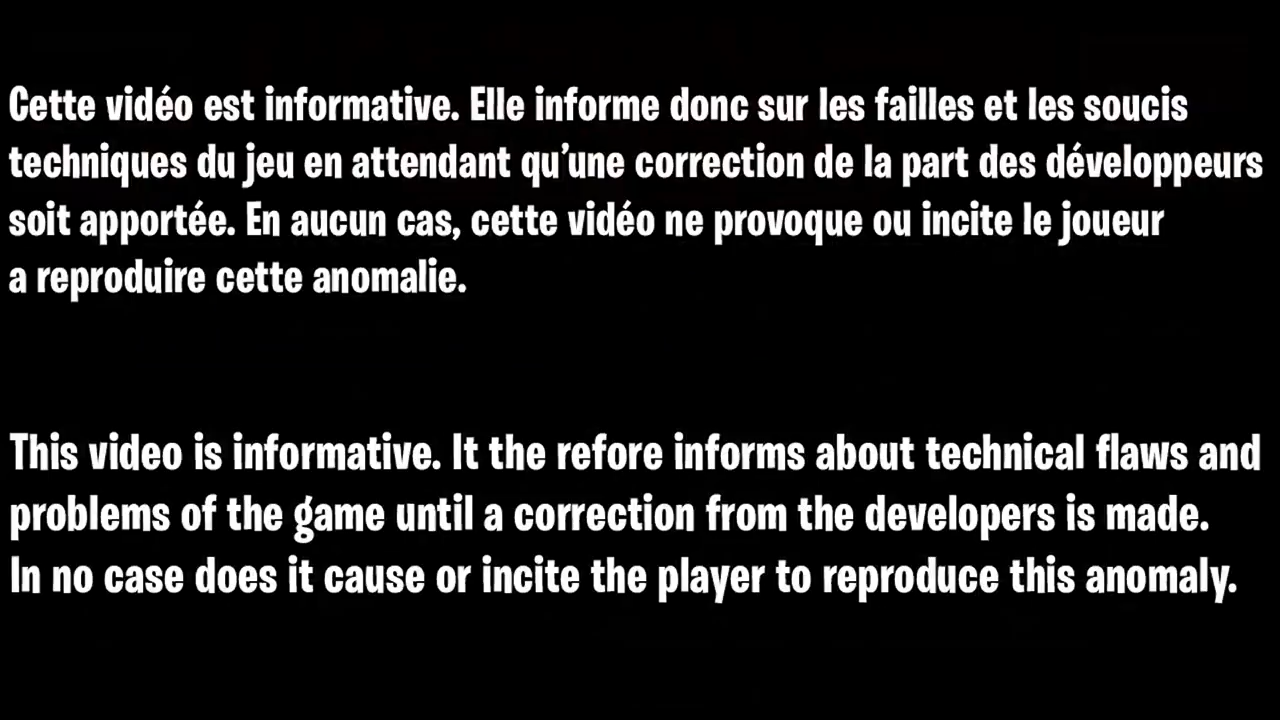 Cette vidéo est informative. Elle informe donc sur les failles et les soucis
techniques du jeu en attendant qu’une correction de la part des développeurs
soit apportée. En aucun cas, cette vidéo ne provoque ou incite le joueur
a reproduire cette anomalie.
This video is informative. It the refore informs about technical flaws and
problems of the game until a correction from the developers is made.
In no case does it cause or incite the player to reproduce this anomaly.